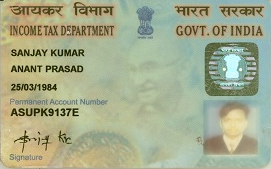 आयकर विभाग भारत सरकार
INCOME TAX DEPARTMENT GOVT. OF INDIA
SANJAY KUMAR
ANANT PRASAD
25/03/1984
Permanent Account Number
ASUPK9137E
Signature